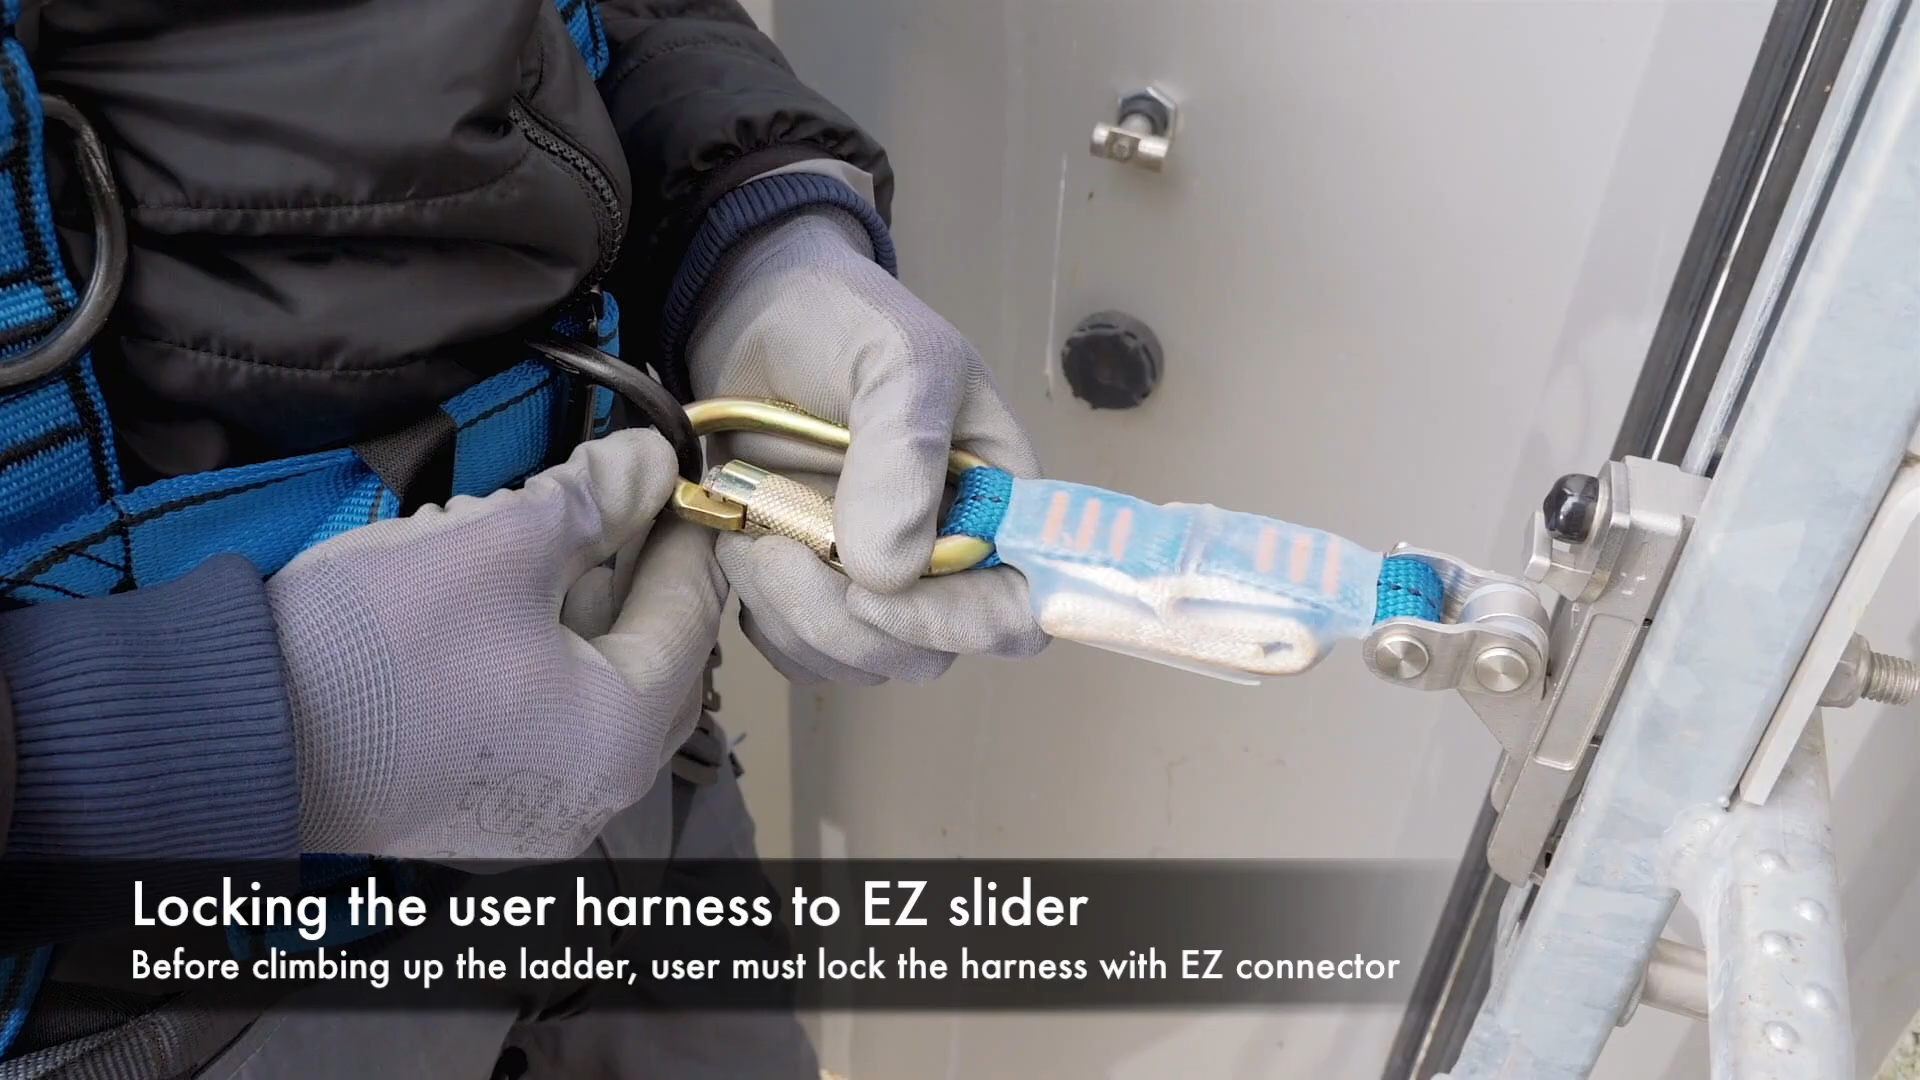 Locking the user harness to EZ slider
Before climbing up the ladder, user must lock the harness with EZ connector